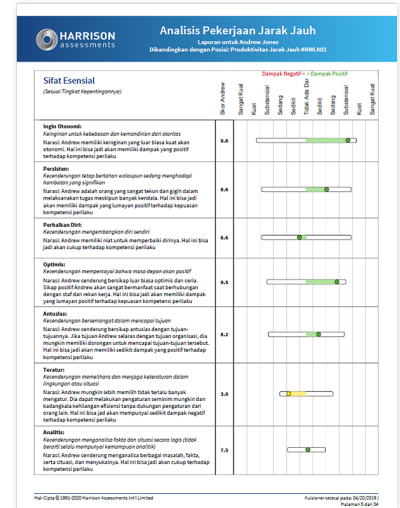 HARRISON
assessments
Analisis Pekerjaan Jarak Jauh
Laporan untuk Andrew Jones
Dibandingkan dengan Posisi: Produktivitas Jarak Jauh #RWLA02
Sifat Esensial
(Sesuai Tingkat Kepentingannya)
Skor Andrew
Dampak Negatif < > Dampak Positif
Sangat Kuat
Kuat
Substansial
Sedang
Sedikit
Tidak Ada Dar
Sedikit
Sedang
Substansial
Kuat
Sangat Kuat
Ingin Otonomi:
Keinginan untuk kebebasan dan kemandirian dari otoritas
Narasi: Andrew memiliki keinginan yang luar biasa kuat akan
otonomi. Hal ini bisa jadi akan memiliki dampak yang positif
terhadap kompetensi perilaku
9.6
Persisten:
Kecenderungan tetap bertahan walaupun sedang menghadapi
hambatan yang signifikan
Narasi: Andrew adalah orang yang sangat tekun dan gigih dalam
melaksanakan tugas meskipun banyak kendala. Hal ini bisa jadi
akan memiliki dampak yang lumayan positif terhadap kepuasan
kompetensi perilaku
8.6
Perbaikan Diri:
Kecenderungan mengembangkan diri sendiri
Narasi: Andrew memiliki niat untuk memperbaiki dirinya. Hal ini bisa
jadi akan cukup terhadap kompetensi perilaku
6.6
Optimis:
Kecenderungan mempercayai bahwa masa depan akan positif
Narasi: Andrew cenderung bersikap luar biasa optimis dan ceria.
Sikap positif Andrew akan sangat bermanfaat saat berhubungan
dengan staf dan rekan kerja. Hal ini bisa jadi akan memiliki dampak
yang lumayan positif terhadap kepuasan kompetensi perilaku
9.5
Antusias:
Kecenderungan bersemangat dalam mencapai tujuan
Narasi: Andrew cenderung bersikap antusias dengan tujuan-
tujuannya. Jika tujuan Andrew selaras dengan tujuan organisasi, dia
mungkin memiliki dorongan untuk mencapai tujuan-tujuan tersebut.
Hal ini bisa jadi akan memiliki sedikit dampak yang positif terhadap
kompetensi perilaku
8.2
Teratur:
Kecenderungan memelihara dan menjaga keteraturan dalam
lingkungan atau situasi
Narasi: Andrew mungkin lebih memilih tidak terlalu banyak
mengatur. Dia dapat melakukan pengaturan seminim mungkin dan
kadangkala kehilangan efisiensi tanpa dukungan pengaturan dari
orang lain. Hal ini bisa jad akan mempunyai sedikit dampak negatif
terhadap kompetensi perilaku
3.9
Analitis:
Kecenderungan menganalisa fakta dan situasi secara logis (tidak
berarti selalu mempunyai kemampuan analitik)
Narasi: Andrew cenderung menganalisa berbagai masalah, fakta,
serta situasi, dan menyukainya. Hal ini bisa jadi akan cukup terhadap
kompetensi perilaku
7.5
Hak Cipta © 1991-2020 Harrison Assessments Int'l Limited
Kuisioner selesai pada: 04/20/2019 |
Halaman 5 dari 34